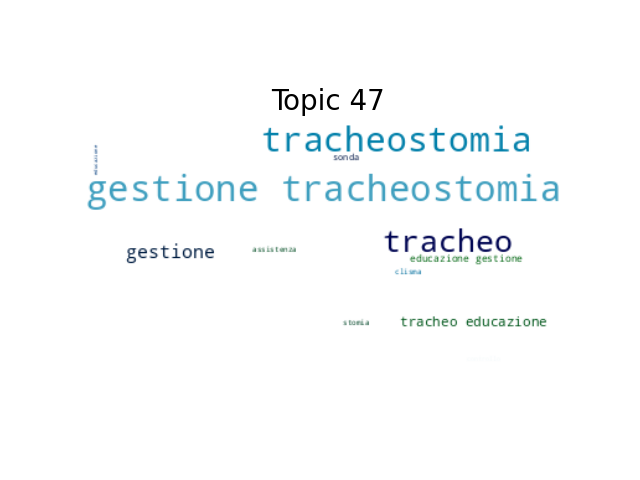 Topic 47
tracheostomia
sonda
educazione
gestione tracheostomia
tracheo
gestione
assistenza
educazione gestione
clisma
stomia
tracheo educazione